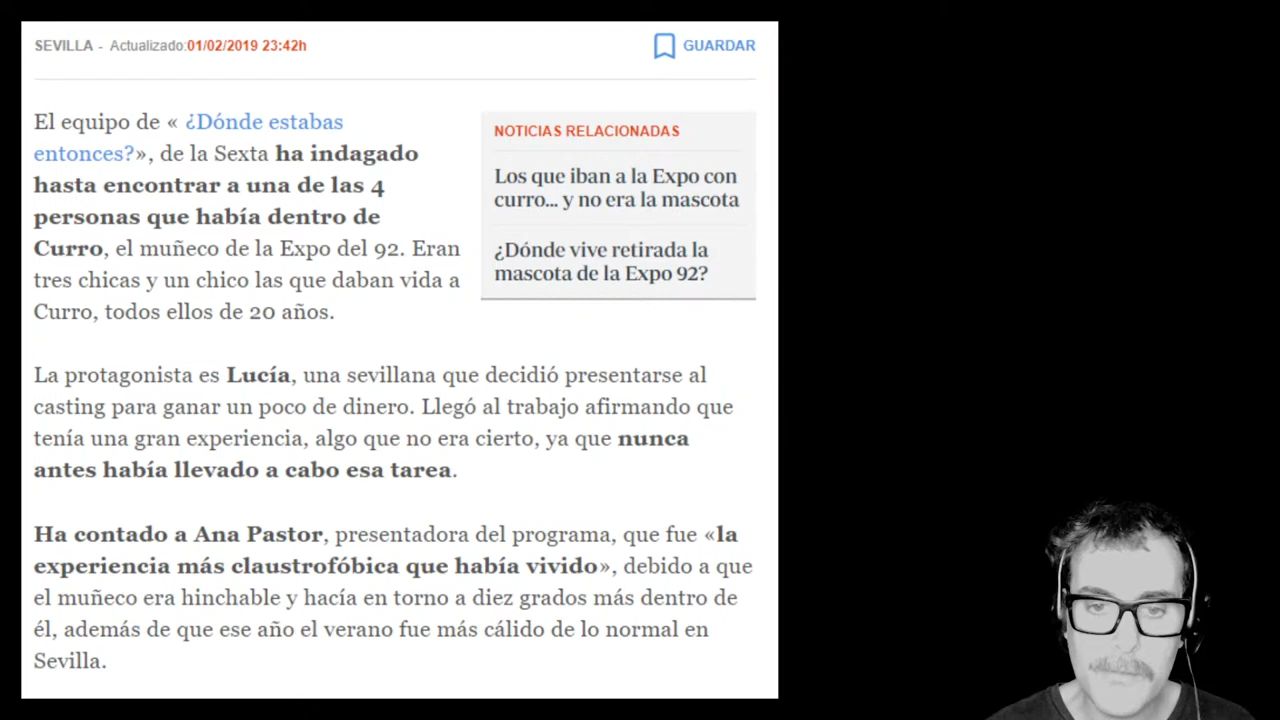 SEVILLA - Actualizado:01/02/2019 23:42h
GUARDAR
El equipo de « ¿Dónde estabas
entonces?», de la Sexta ha indagado
hasta encontrar a una de las 4
personas que había dentro de
Curro, el muñeco de la Expo del 92. Eran
tres chicas y un chico las que daban vida a
Curro, todos ellos de 20 años.
NOTICIAS RELACIONADAS
Los que iban a la Expo con
curro... y no era la mascota
¿Dónde vive retirada la
mascota de la Expo 92?
La protagonista es Lucía, una sevillana que decidió presentarse al
casting para ganar un poco de dinero. Llegó al trabajo afirmando que
tenía una gran experiencia, algo que no era cierto, ya que nunca
antes había llevado a cabo esa tarea.
Ha contado a Ana Pastor, presentadora del programa, que fue «la
experiencia más claustrofóbica que había vivido», debido a que
el muñeco era hinchable y hacía en torno a diez grados más dentro de
él, además de que ese año el verano fue más cálido de lo normal en
Sevilla.